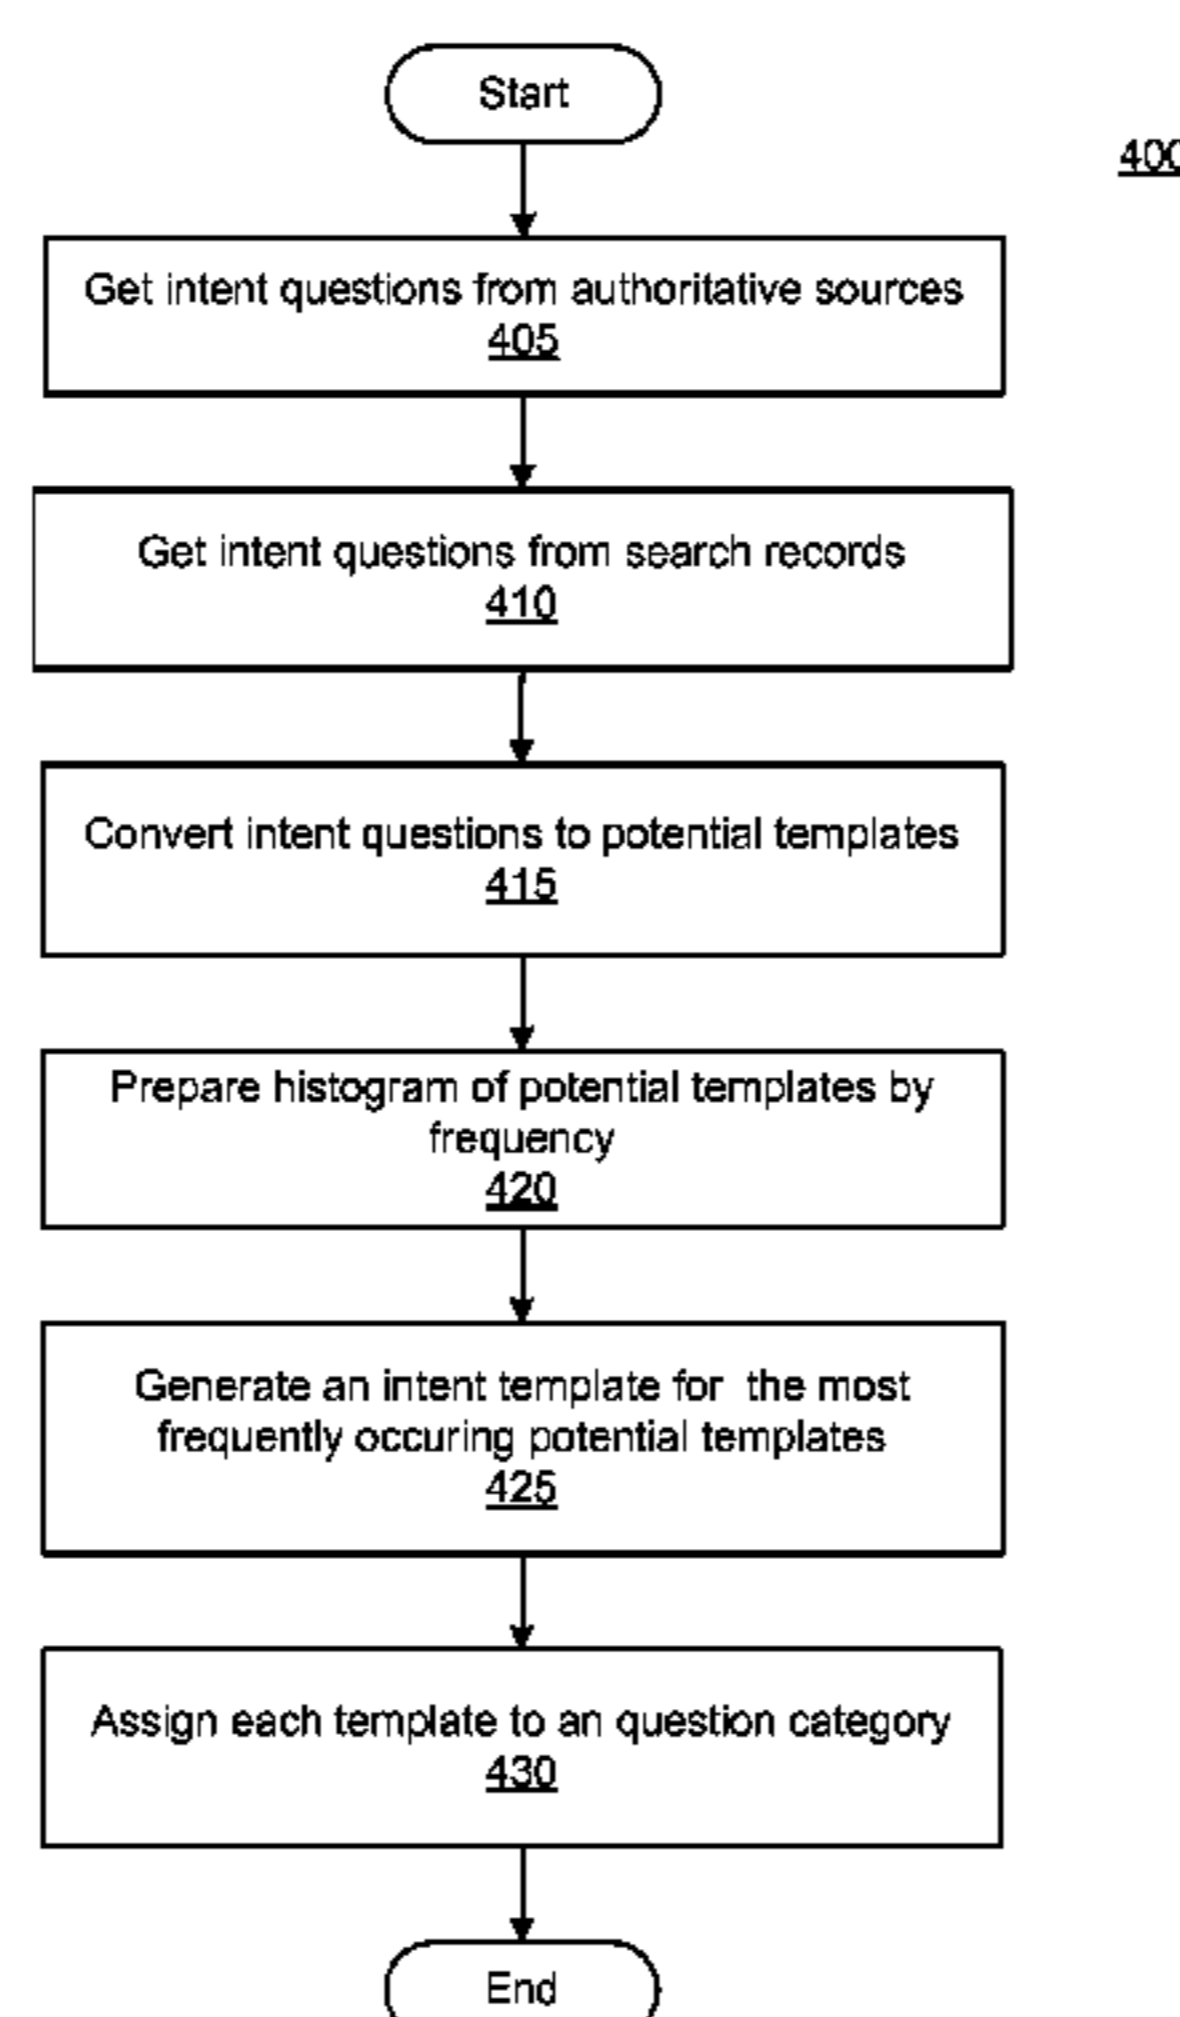 Start
400
Get intent questions from authoritative sources
405
Get intent questions from search records
410
Convert intent questions to potential templates
415
Prepare histogram of potential templates by
frequency
420
Generate an intent template for the most
frequently occuring potential templates
425
Assign each template to an question category
430
End